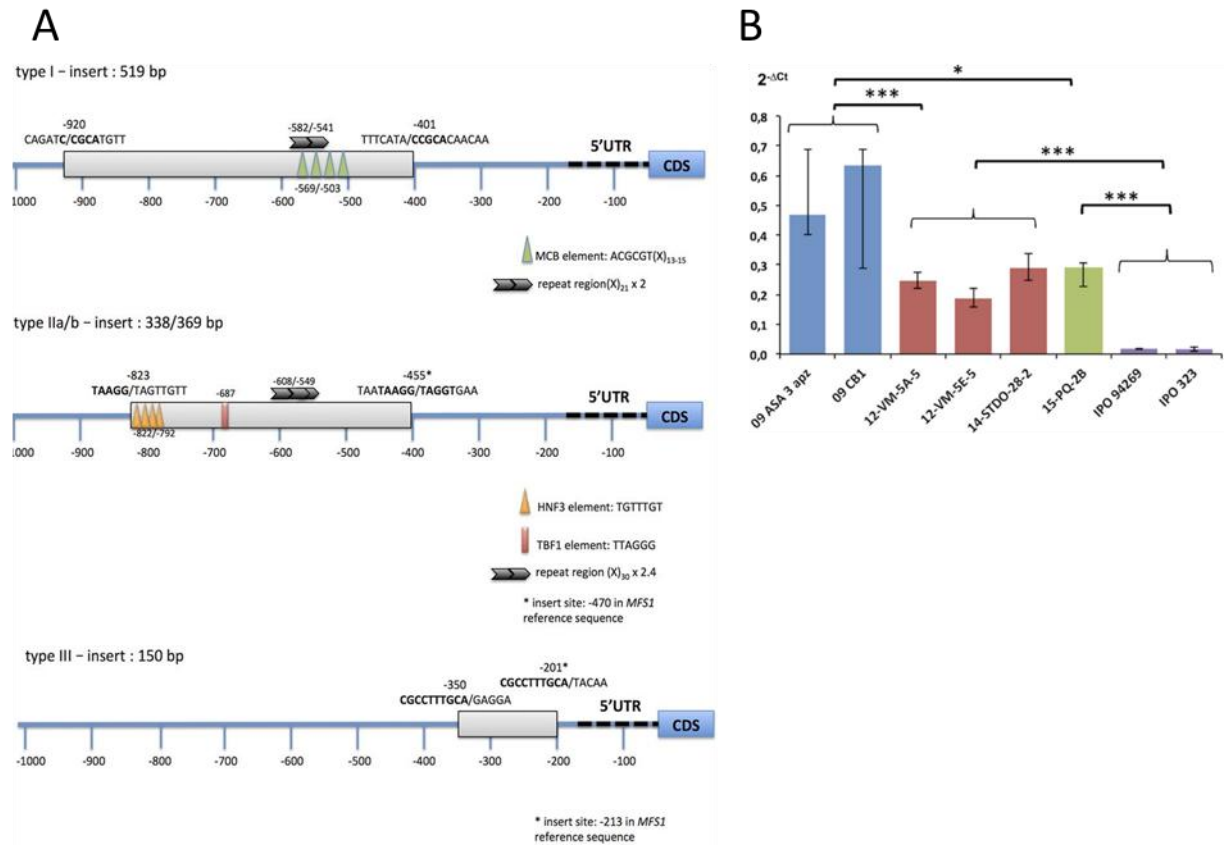 A
type I – insert : 519 bp
-920
CAGATC/CGCATGTT
-582/-541
-401
TTTCATA/CCGCACAACAA
5'UTR
CDS
-569/-503
1000 -900 -800 -700 -600 -500 -400 -300 -200 -100
MCB element: ACGCGT(X)13-15
repeat region(X)21 x 2
type IIa/b – insert : 338/369 bp
-823
TAAGG/TAGTTGTT
-687
-608/-549
-455*
TAATAAGG/TAGGTGAA
5'UTR
CDS
-822/-792
1000 -900 -800 -700 -600 -500 -400 -300 -200 -100
HNF3 element: TGTTTGT
TBF1 element: TTAGGG
repeat region (X)30 x 2.4
* insert site: -470 in MFS1
reference sequence
type III – insert : 150 bp
-201*
CGCCTTTGCA/TACAA
-350
CGCCTTTGCA/GAGGA
5'UTR
CDS
-1000 -900 -800 -700 -600 -500 -400 -300 -200 -100
* insert site: -213 in MFS1
reference sequence
B
2-ΔCt
*
***
***
***
0,8
0,7
0,6
0,5
0,4
0,3
0,2
0,1
0,0
09 ASA 3 apz
09 CB1
12-VM-5A-5
12-VM-5E-5
14-STDO-28-2
15-PQ-2B
IPO 94269
IPO 323